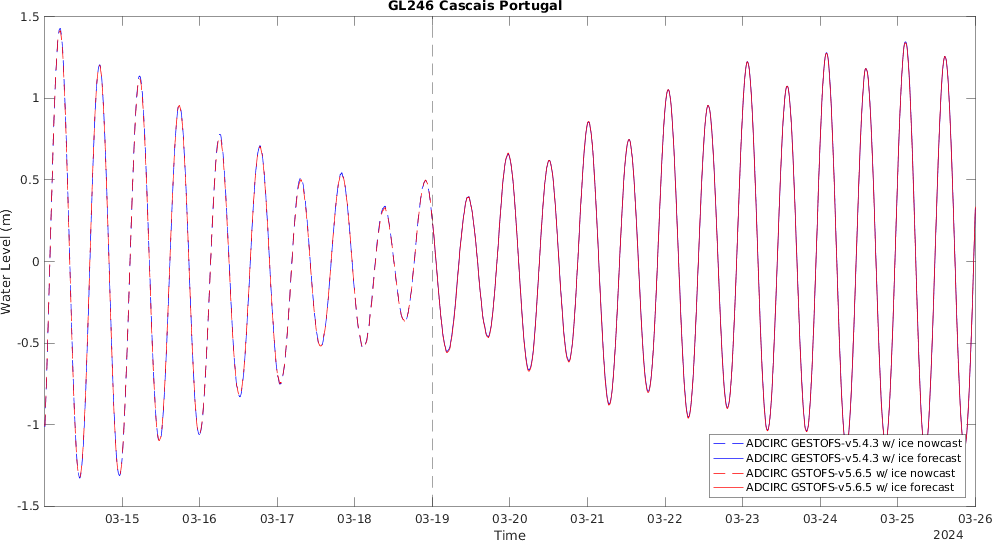 GL246 Cascais Portugal
Water Level (m)
1.5
1
0.5
0
-0.5
-1
-1.5
ADCIRC GESTOFS-v5.4.3 w/ ice nowcast
ADCIRC GESTOFS-v5.4.3 w/ ice forecast
ADCIRC GSTOFS-v5.6.5 w/ ice nowcast
ADCIRC GSTOFS-v5.6.5 w/ ice forecast
03-15 03-16 03-17 03-18 03-19 03-20 03-21 03-22 03-23 03-24 03-25 03-26
Time
2024